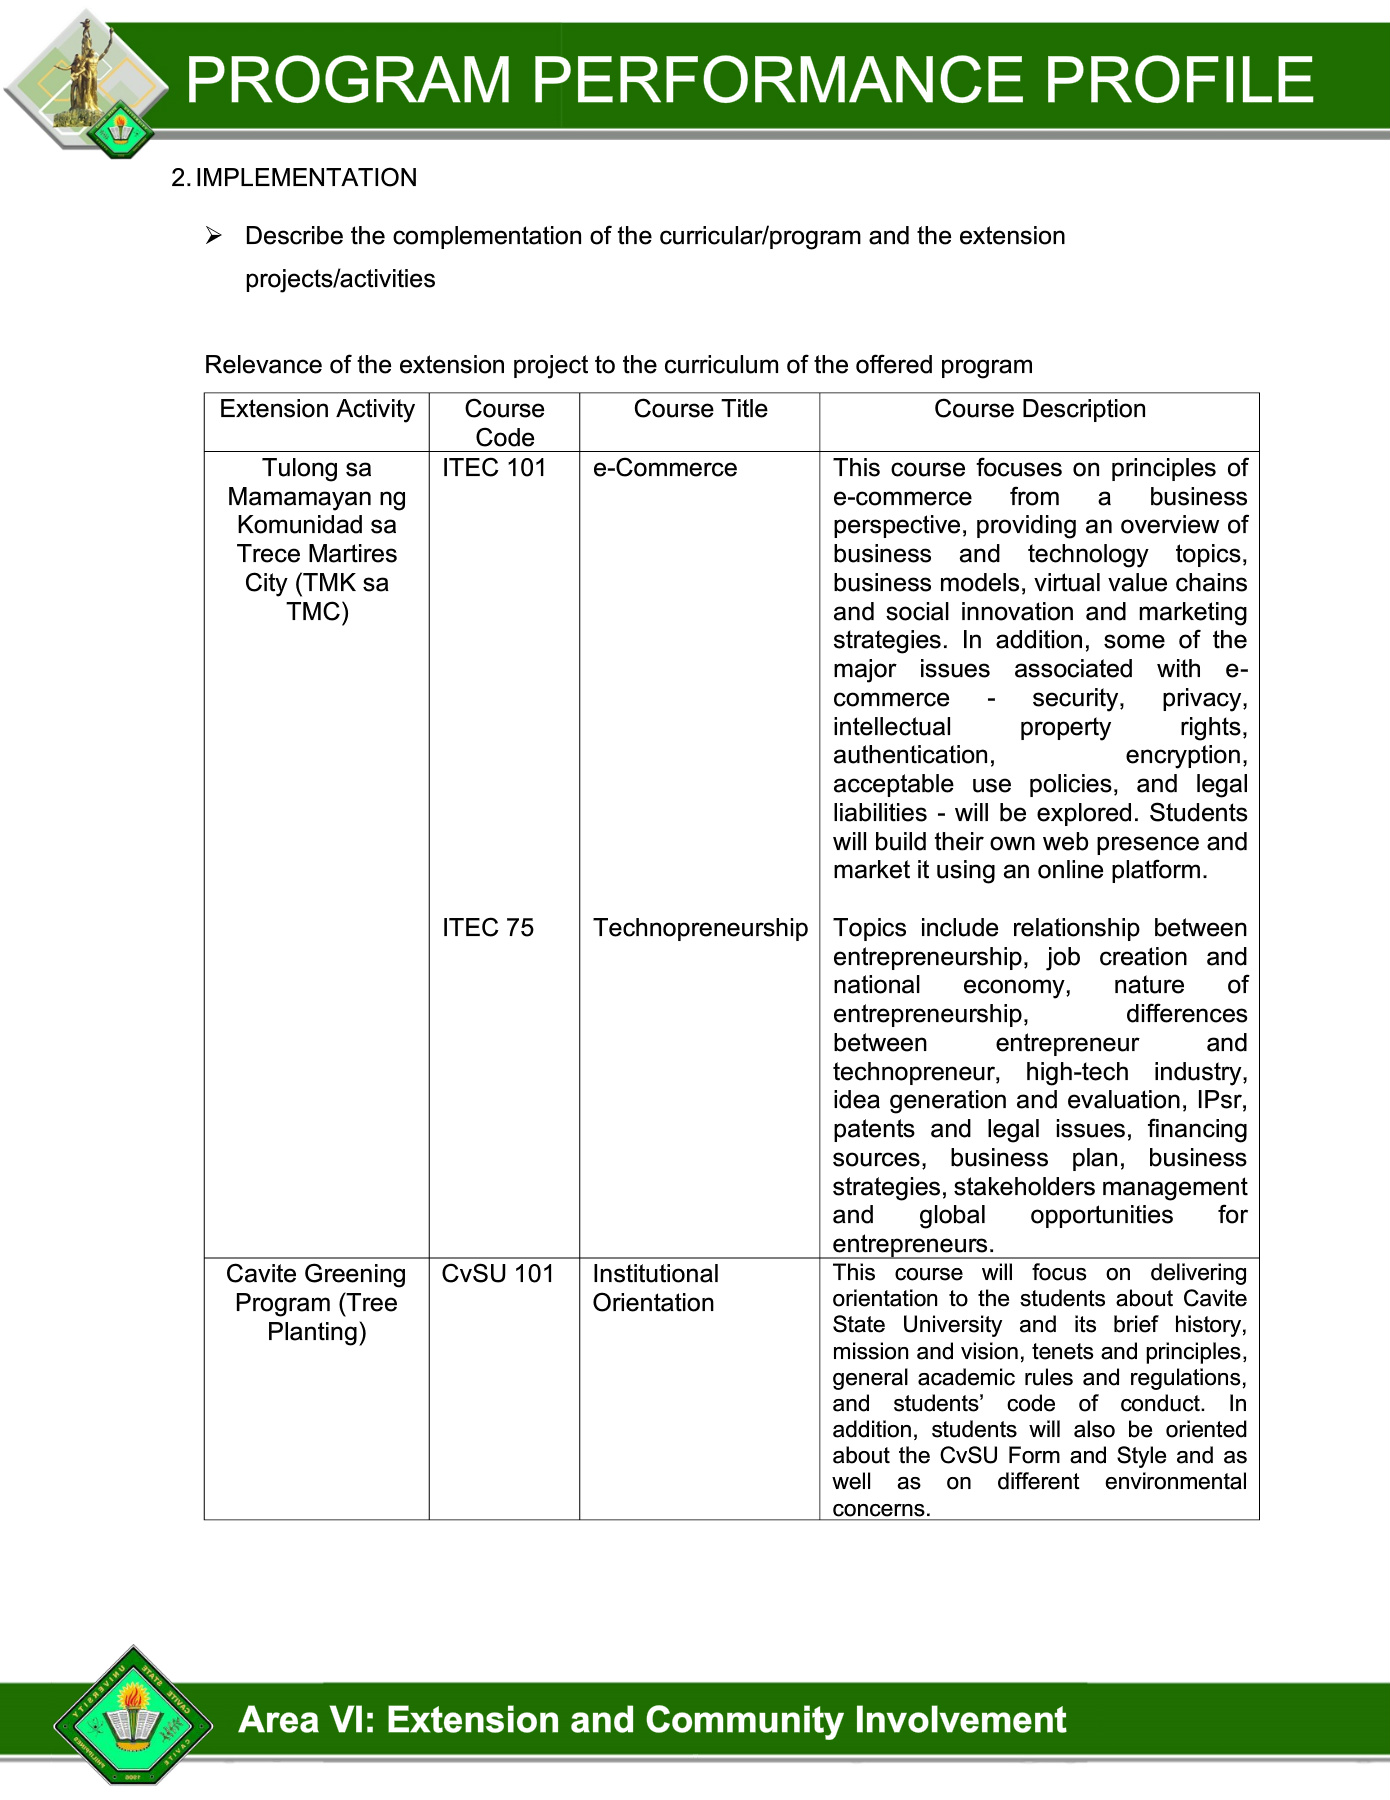 PROGRAM PERFORMANCE PROFILE
2. IMPLEMENTATION
➢ Describe the complementation of the curricular/program and the extension
projects/activities
Relevance of the extension project to the curriculum of the offered program
Extension Activity
Course
Code
Course Title
Course Description
Tulong sa
Mamamayan ng
Komunidad sa
Trece Martires
City (TMK sa
TMC)
ITEC 101
e-Commerce
This course focuses on principles of
e-commerce from a business
perspective, providing an overview of
business and technology topics,
business models, virtual value chains
and social innovation and marketing
strategies. In addition, some of the
major issues associated with e-
commerce - security, privacy,
intellectual property rights,
authentication, encryption,
acceptable use policies, and legal
liabilities - will be explored. Students
will build their own web presence and
market it using an online platform.
ITEC 75
Technopreneurship
Topics include relationship between
entrepreneurship, job creation and
national economy, nature of
entrepreneurship, differences
between entrepreneur and
technopreneur, high-tech industry,
idea generation and evaluation, IPsr,
patents and legal issues, financing
sources, business plan, business
strategies, stakeholders management
and global opportunities for
entrepreneurs.
Cavite Greening
Program (Tree
Planting)
CvSU 101
Institutional
Orientation
This course will focus on delivering
orientation to the students about Cavite
State University and its brief history,
mission and vision, tenets and principles,
general academic rules and regulations,
and students’ code of conduct. In
addition, students will also be oriented
about the CvSU Form and Style and as
well as on different environmental
concerns.
CAVITE STATE UNIVERSITY
CAVITE
PHILIPPINES
1906
Area VI: Extension and Community Involvement